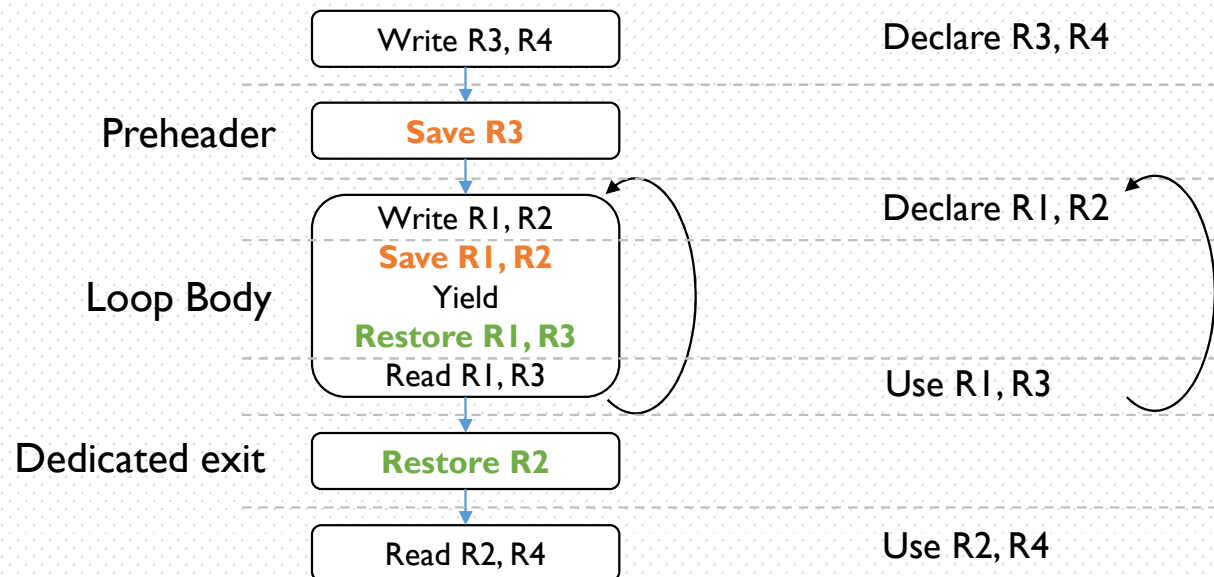 Write R3, R4
Declare R3, R4
Preheader
Save R3
Write R1, R2
Declare R1, R2
Save R1, R2
Loop Body
Yield
Restore R1, R3
Read R1, R3
Use R1, R3
Dedicated exit
Restore R2
Read R2, R4
Use R2, R4